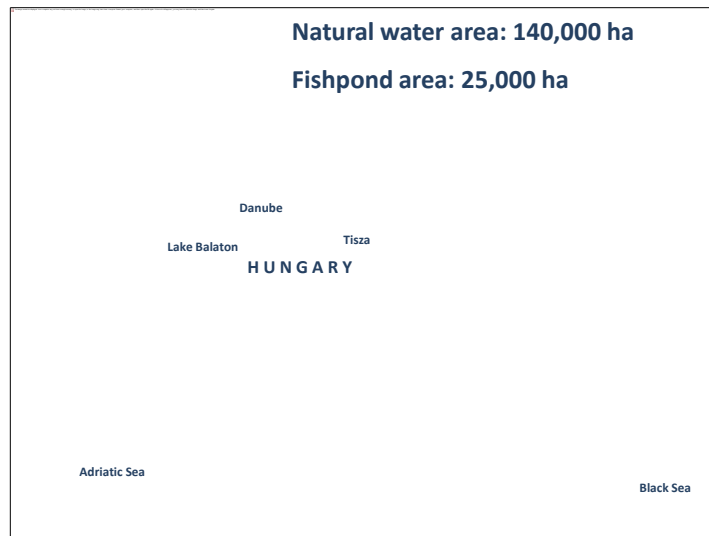 Natural water area: 140,000 ha
Fishpond area: 25,000 ha
Danube
Tisza
Lake Balaton
H U N G A R Y
Adriatic Sea
Black Sea